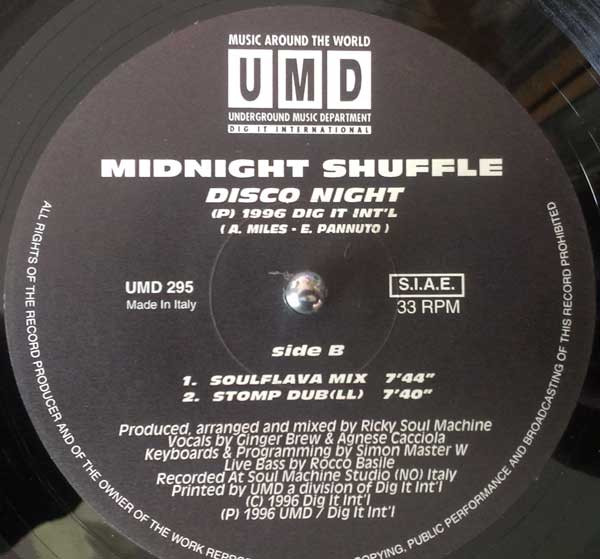 MUSIC AROUND THE WORLD
UMD
UNDERGROUND MUSIC DEPARTMENT
DIG IT INTERNATIONAL
MIDNIGHT SHUFFLE
DISCO NIGHT
(P) 1996 DIG IT INT'L
( A. MILES - E. PANNUTO )
UMD 295
Made In Italy
S.I.A.E.
33 RPM
side B
1. SOULFLAVA MIX 7'44"
2. STOMP DUB(LL) 7'40"
Produced, arranged and mixed by Ricky Soul Machine
Vocals by Ginger Brew & Agnese Cacciola
Keyboards & Programming by Simon Master W
Live Bass by Rocco Basile
Recorded At Soul Machine Studio (NO) Italy
Printed by UMD a division of Dig It Int'l
(C) 1996 Dig It Int'l
(P) 1996 UMD / Dig It Int'l
ALL RIGHTS OF THE RECORD PRODUCER AND OF THE OWNER OF THE WORK COPYING, PUBLIC PERFORMANCE AND BROADCASTING OF THIS RECORD PROHIBITED